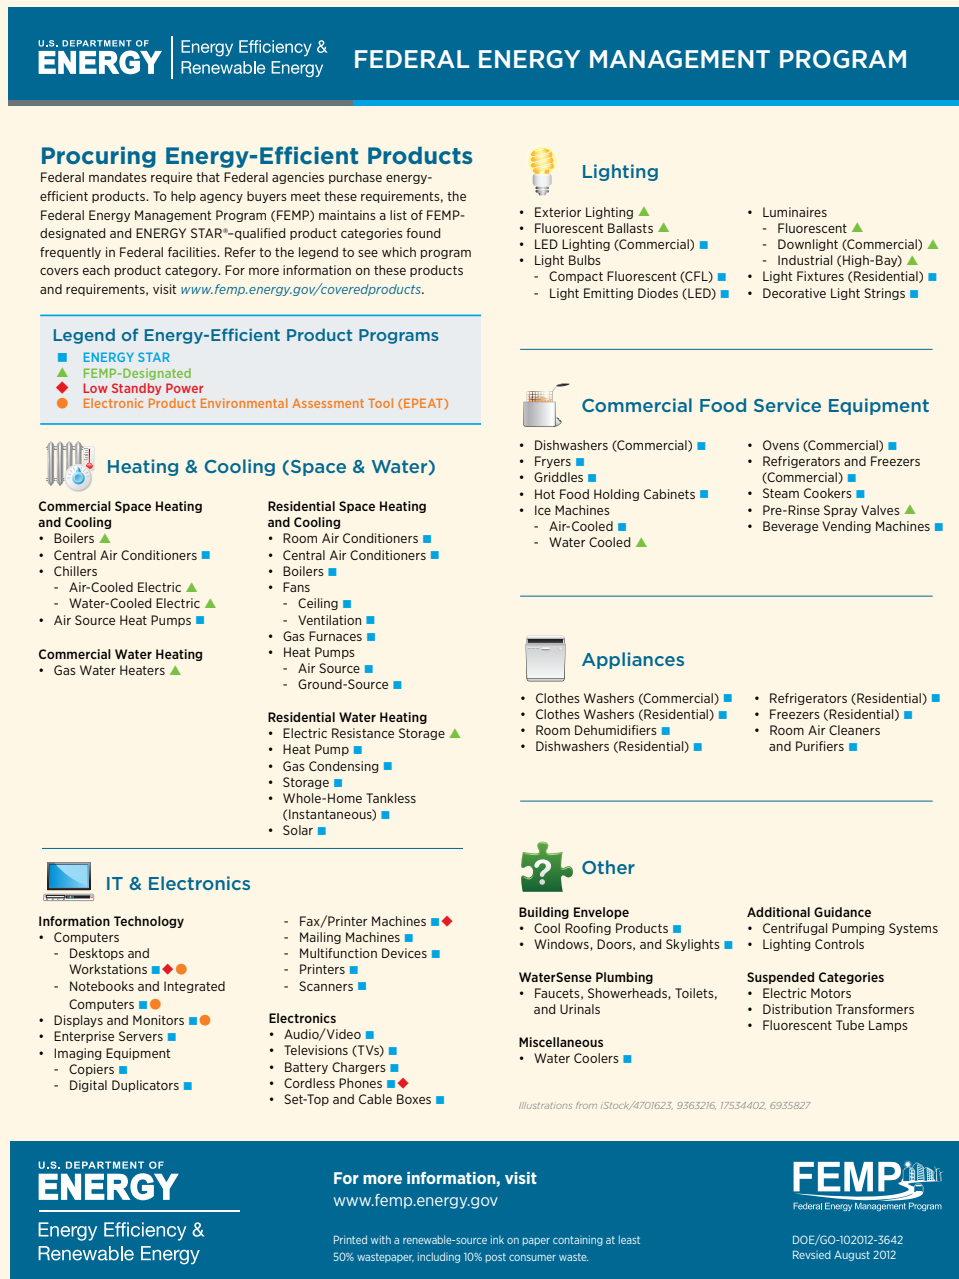 U.S. DEPARTMENT OF
ENERGY
Energy Efficiency &
Renewable Energy
FEDERAL ENERGY MANAGEMENT PROGRAM
Procuring Energy-Efficient Products
Federal mandates require that Federal agencies purchase energy-
efficient products. To help agency buyers meet these requirements, the
Federal Energy Management Program (FEMP) maintains a list of FEMP-
designated and ENERGY STAR®–qualified product categories found
frequently in Federal facilities. Refer to the legend to see which program
covers each product category. For more information on these products
and requirements, visit www.femp.energy.gov/coveredproducts.
Legend of Energy-Efficient Product Programs
■ ENERGY STAR
▲ FEMP-Designated
◆ Low Standby Power
● Electronic Product Environmental Assessment Tool (EPEAT)
Heating & Cooling (Space & Water)
Commercial Space Heating
and Cooling
• Boilers ▲
• Central Air Conditioners ■
• Chillers
- Air-Cooled Electric ▲
- Water-Cooled Electric ▲
• Air Source Heat Pumps ■
Commercial Water Heating
• Gas Water Heaters ▲
Residential Space Heating
and Cooling
• Room Air Conditioners ■
• Central Air Conditioners ■
• Boilers ■
• Fans
- Ceiling ■
- Ventilation ■
• Gas Furnaces ■
• Heat Pumps
- Air Source ■
- Ground-Source ■
Residential Water Heating
• Electric Resistance Storage ▲
• Heat Pump ■
• Gas Condensing ■
• Storage ■
• Whole-Home Tankless
(Instantaneous) ■
• Solar ■
IT & Electronics
Information Technology
• Computers
- Desktops and
Workstations ■◆●
- Notebooks and Integrated
Computers ■●
• Displays and Monitors ■●
• Enterprise Servers ■
• Imaging Equipment
- Copiers ■
- Digital Duplicators ■
- Fax/Printer Machines ■◆
- Mailing Machines ■
- Multifunction Devices ■
- Printers ■
- Scanners ■
Electronics
• Audio/Video ■
• Televisions (TVs) ■
• Battery Chargers ■
• Cordless Phones ■◆
• Set-Top and Cable Boxes ■
Lighting
• Exterior Lighting ▲
• Fluorescent Ballasts ▲
• LED Lighting (Commercial) ■
• Light Bulbs
- Compact Fluorescent (CFL) ■
- Light Emitting Diodes (LED) ■
• Luminaires
- Fluorescent ▲
- Downlight (Commercial) ▲
- Industrial (High-Bay) ▲
• Light Fixtures (Residential) ■
• Decorative Light Strings ■
Commercial Food Service Equipment
• Dishwashers (Commercial) ■
• Fryers ■
• Griddles ■
• Hot Food Holding Cabinets ■
• Ice Machines
- Air-Cooled ■
- Water Cooled ▲
• Ovens (Commercial) ■
• Refrigerators and Freezers
(Commercial) ■
• Steam Cookers ■
• Pre-Rinse Spray Valves ▲
• Beverage Vending Machines ■
Appliances
• Clothes Washers (Commercial) ■
• Clothes Washers (Residential) ■
• Room Dehumidifiers ■
• Dishwashers (Residential) ■
• Refrigerators (Residential) ■
• Freezers (Residential) ■
• Room Air Cleaners
and Purifiers ■
?
Other
Building Envelope
• Cool Roofing Products ■
• Windows, Doors, and Skylights ■
WaterSense Plumbing
• Faucets, Showerheads, Toilets,
and Urinals
Miscellaneous
• Water Coolers ■
Additional Guidance
• Centrifugal Pumping Systems
• Lighting Controls
Suspended Categories
• Electric Motors
• Distribution Transformers
• Fluorescent Tube Lamps
Illustrations from iStock/4701623, 9363216, 17534402, 6935827
U.S. DEPARTMENT OF
ENERGY
Energy Efficiency &
Renewable Energy
For more information, visit
www.femp.energy.gov
Printed with a renewable-source ink on paper containing at least
50% wastepaper, including 10% post consumer waste.
FEMP
Federal Energy Management Program
DOE/GO-102012-3642
Revsied August 2012